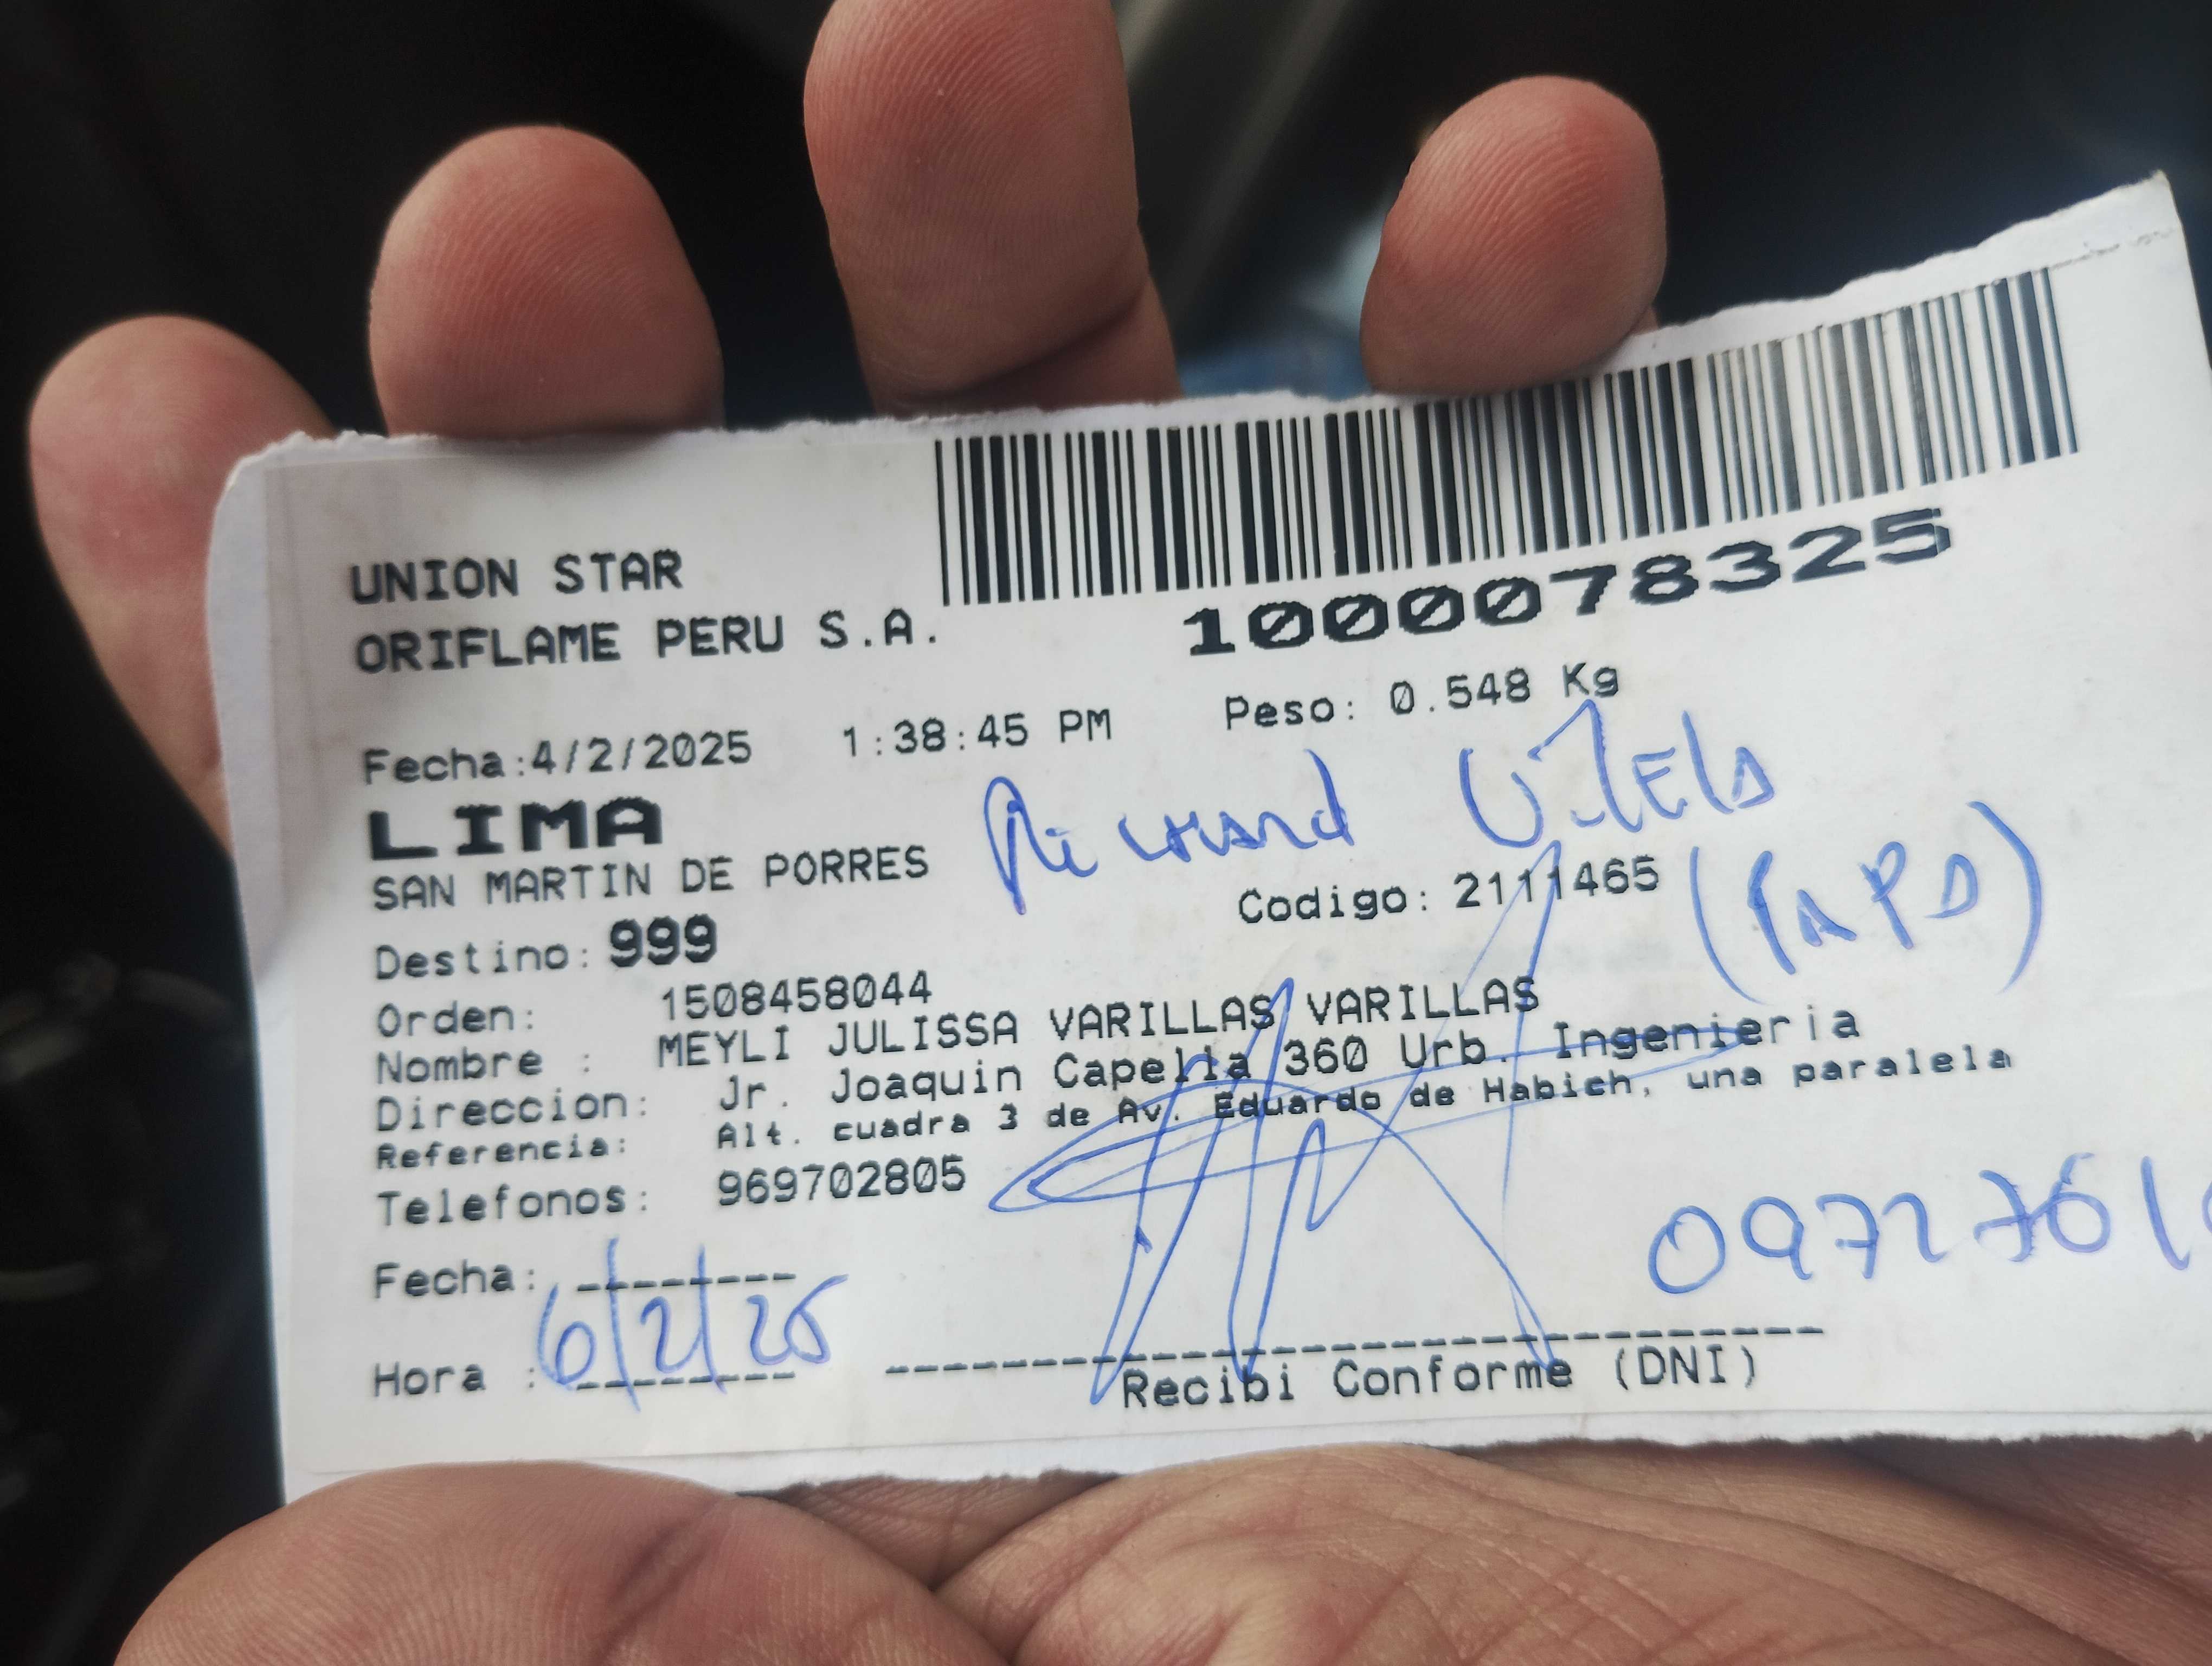 UNION STAR
ORIFLAME PERU S.A.
1000078325
Fecha:4/2/2025 1:38:45 PM Peso: 0.548 Kg
LIMA
SAN MARTIN DE PORRES
Destino: 999 Codigo: 2111465
(PAPA)
Orden: 1508458044
Nombre : MEYLI JULISSA VARILLAS VARILLAS
Direccion: Jr. Joaquin Capella 360 Urb. Ingenieria
Referencia: Alt. cuadra 3 de Av. Eduardo de Habich, una paralela
Telefonos: 969702805
Fecha:
6/2/25
Hora :
Recibi Conforme (DNI)